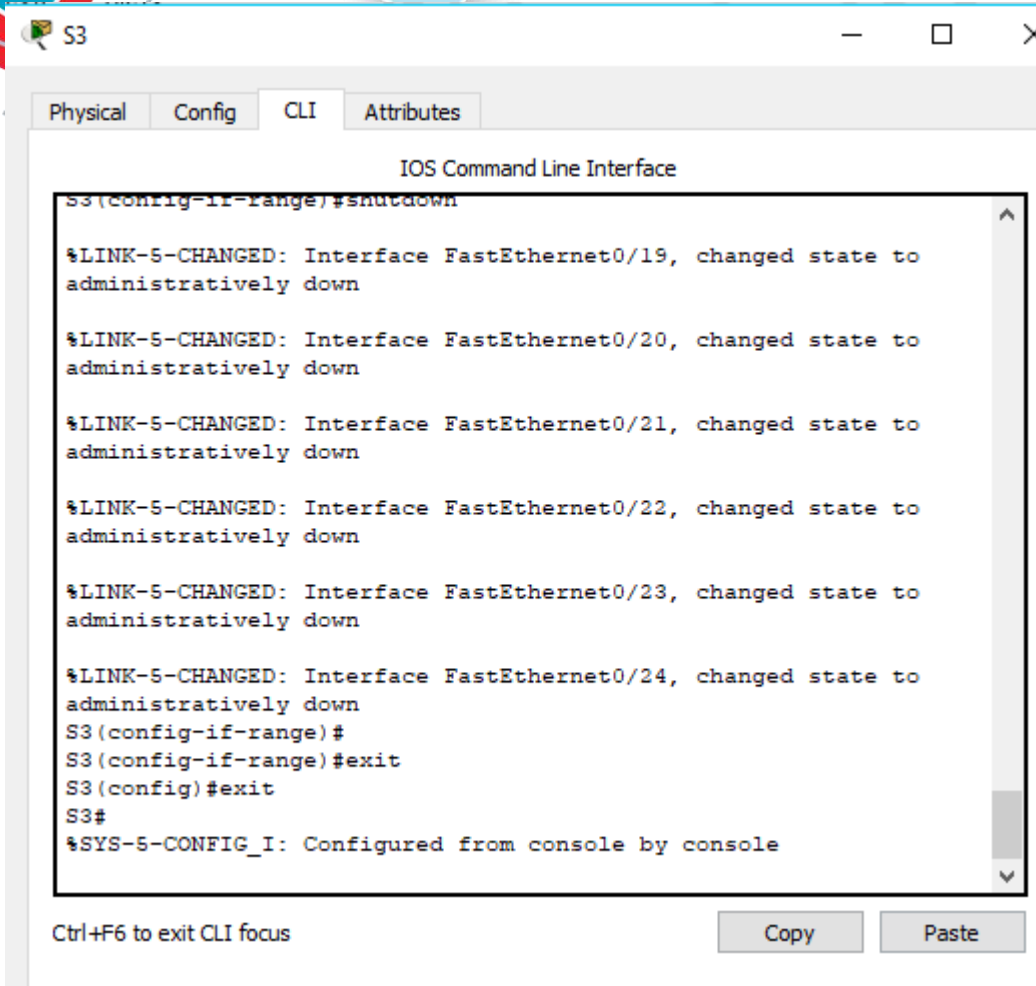 S3
Physical Config CLI Attributes
IOS Command Line Interface
S3(config-if-range)#shutdown
%LINK-5-CHANGED: Interface FastEthernet0/19, changed state to
administratively down
%LINK-5-CHANGED: Interface FastEthernet0/20, changed state to
administratively down
%LINK-5-CHANGED: Interface FastEthernet0/21, changed state to
administratively down
%LINK-5-CHANGED: Interface FastEthernet0/22, changed state to
administratively down
%LINK-5-CHANGED: Interface FastEthernet0/23, changed state to
administratively down
%LINK-5-CHANGED: Interface FastEthernet0/24, changed state to
administratively down
S3(config-if-range)#
S3(config-if-range)#exit
S3(config)#exit
S3#
%SYS-5-CONFIG_I: Configured from console by console
Ctrl+F6 to exit CLI focus
Copy Paste